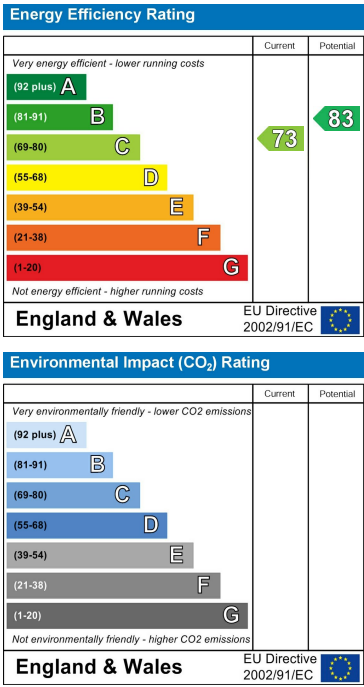 Energy Efficiency Rating
Current Potential
Very energy efficient - lower running costs
(92 plus) A
(81-91) B
(69-80) C
(55-68) D
(39-54) E
(21-38) F
(1-20) G
73
83
Not energy efficient - higher running costs
England & Wales
EU Directive
2002/91/EC
Environmental Impact (CO₂) Rating
Current Potential
Very environmentally friendly - lower CO2 emissions
(92 plus) A
(81-91) B
(69-80) C
(55-68) D
(39-54) E
(21-38) F
(1-20) G
Not environmentally friendly - higher CO2 emissions
England & Wales
EU Directive
2002/91/EC